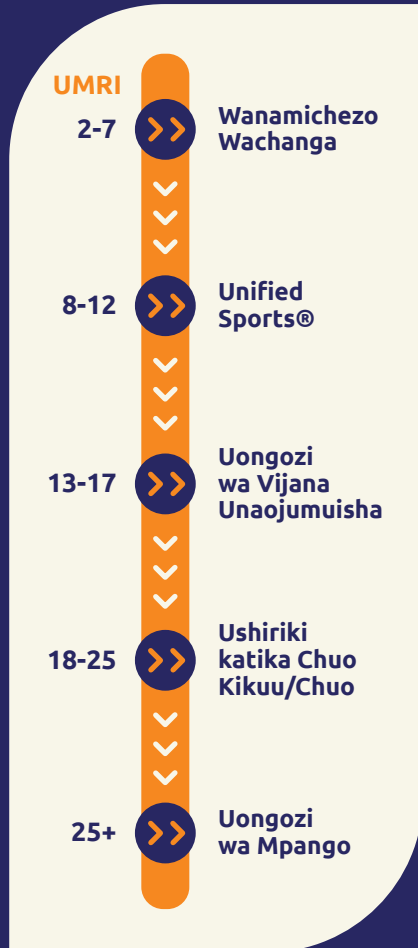 UMRI
2-7
Wanamichezo
Wachanga
8-12
Unified
Sports®
13-17
Uongozi
wa Vijana
Unaojumuisha
18-25
Ushiriki
katika Chuo
Kikuu/Chuo
25+
Uongozi
wa Mpango